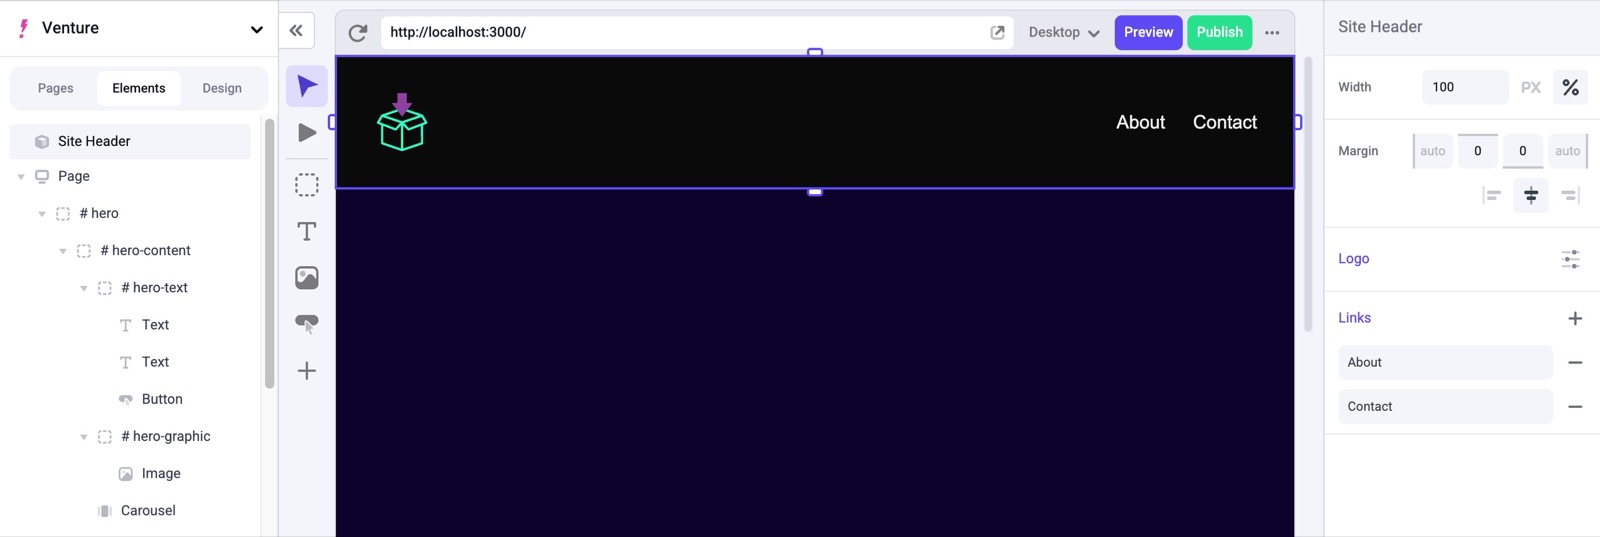 Venture
Pages Elements Design
Site Header
Page
# hero
# hero-content
# hero-text
Text
Text
Button
# hero-graphic
Image
Carousel
http://localhost:3000/
Desktop
Preview
Publish
About Contact
Site Header
Width 100 PX %
Margin auto 0 0 auto
Logo
Links
About
Contact